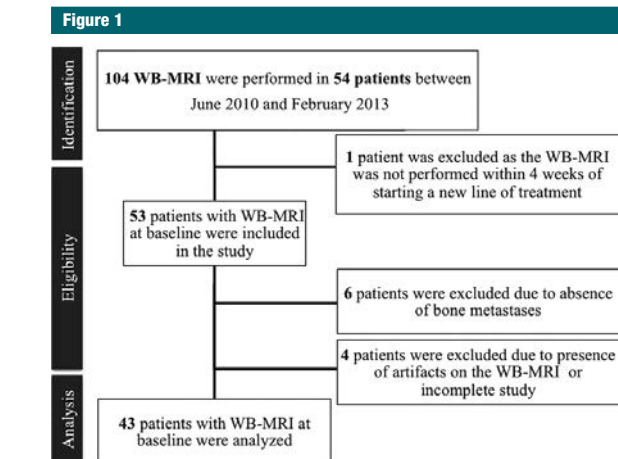 Figure 1
Identification
104 WB-MRI were performed in 54 patients between
June 2010 and February 2013
1 patient was excluded as the WB-MRI
was not performed within 4 weeks of
starting a new line of treatment
Eligibility
53 patients with WB-MRI
at baseline were included
in the study
6 patients were excluded due to absence
of bone metastases
4 patients were excluded due to presence
of artifacts on the WB-MRI or
incomplete study
Analysis
43 patients with WB-MRI at
baseline were analyzed